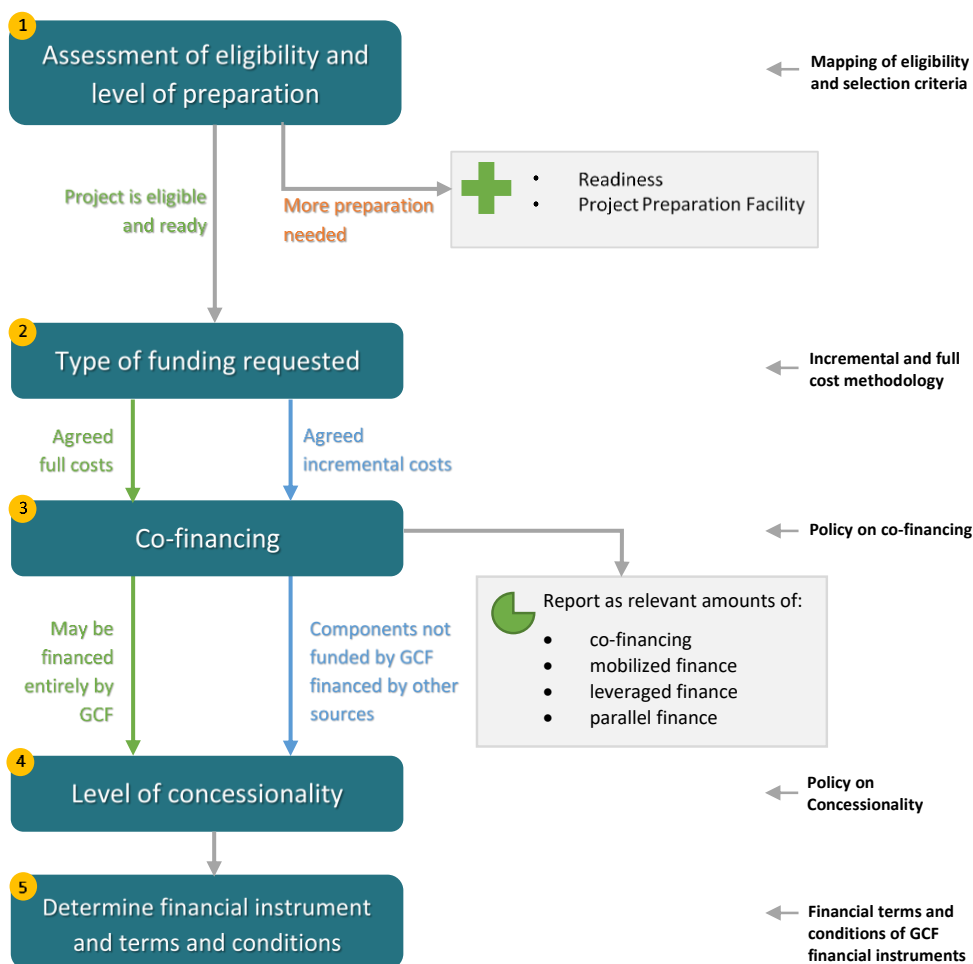 1
Assessment of eligibility and
level of preparation
Mapping of eligibility
and selection criteria
Project is eligible
and ready
More preparation
needed
• Readiness
• Project Preparation Facility
2
Type of funding requested
Incremental and full
cost methodology
Agreed
full costs
Agreed
incremental costs
3
Co-financing
Policy on co-financing
May be
financed
entirely by
GCF
Components not
funded by GCF
financed by other
sources
Report as relevant amounts of:
• co-financing
• mobilized finance
• leveraged finance
• parallel finance
4
Level of concessionality
Policy on
Concessionality
5
Determine financial instrument
and terms and conditions
Financial terms and
conditions of GCF
financial instruments